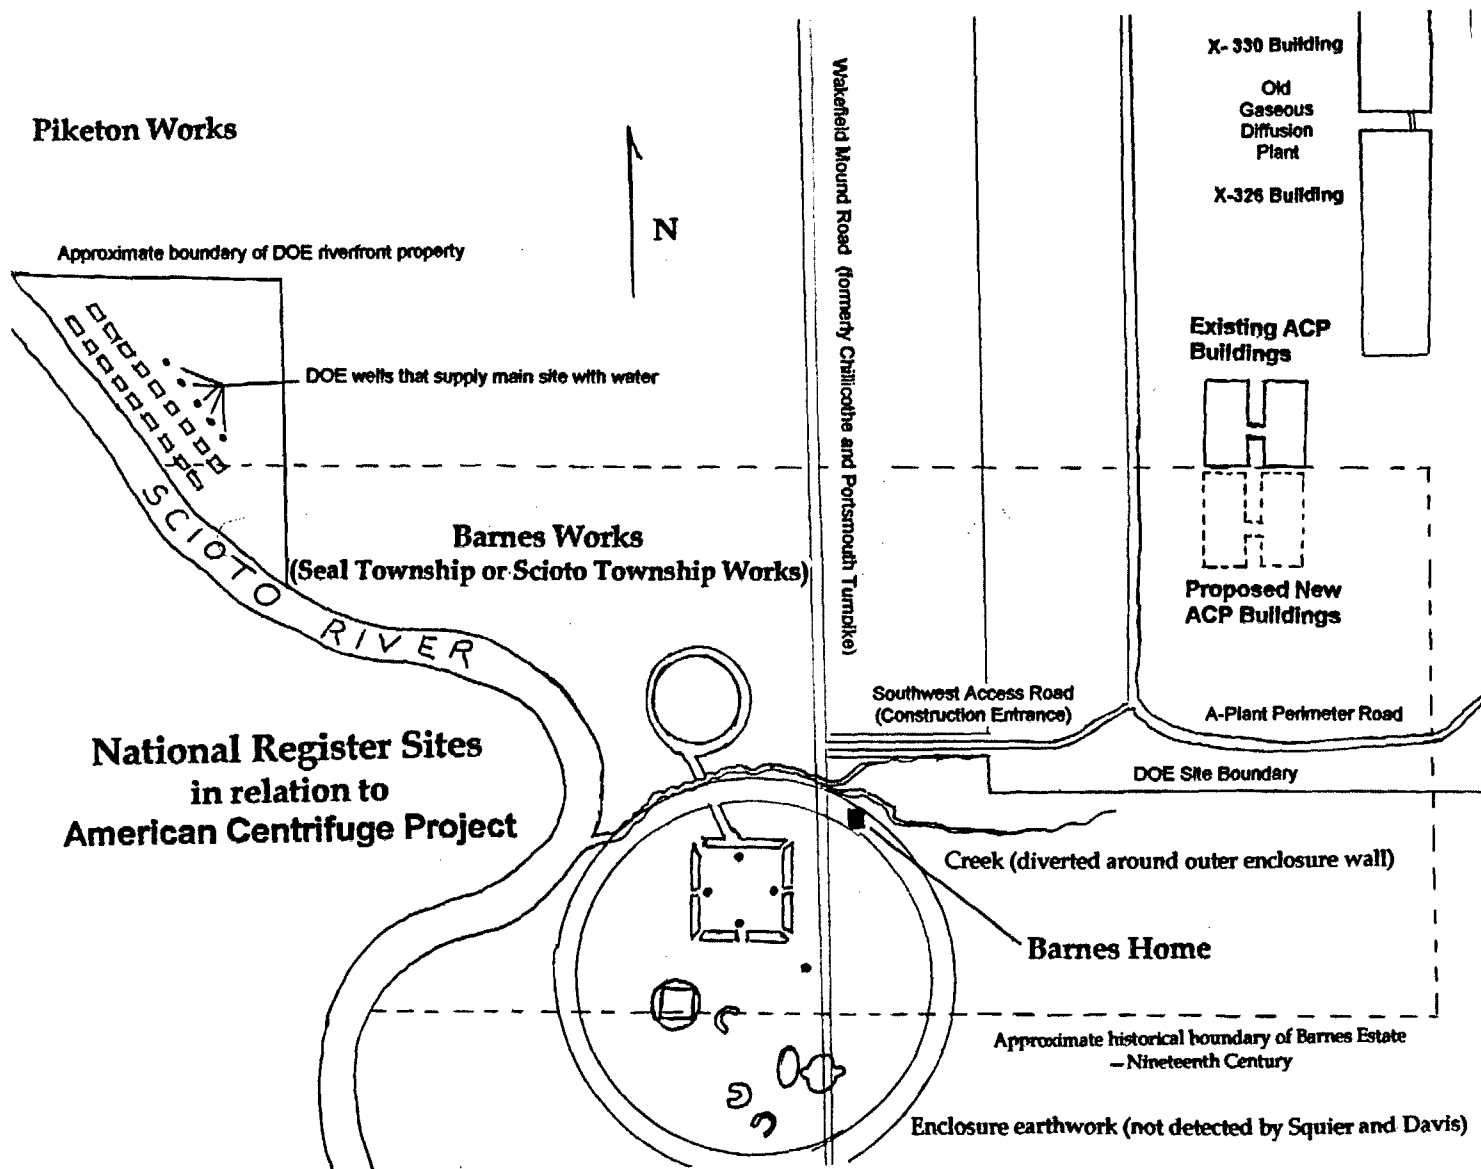 X-330 Building
Old
Gaseous
Diffusion
Plant
X-326 Building
Piketon Works
N
Wakefield Mound Road (formerly Chillicothe and Portsmouth Turnpike)
Approximate boundary of DOE riverfront property
Existing ACP
Buildings
DOE wells that supply main site with water
SCIOTO RIVER
Barnes Works
(Seal Township or Scioto Township Works)
Proposed New
ACP Buildings
Southwest Access Road
(Construction Entrance)
A-Plant Perimeter Road
National Register Sites
in relation to
American Centrifuge Project
DOE Site Boundary
Creek (diverted around outer enclosure wall)
Barnes Home
Approximate historical boundary of Barnes Estate
—Nineteenth Century
Enclosure earthwork (not detected by Squier and Davis)